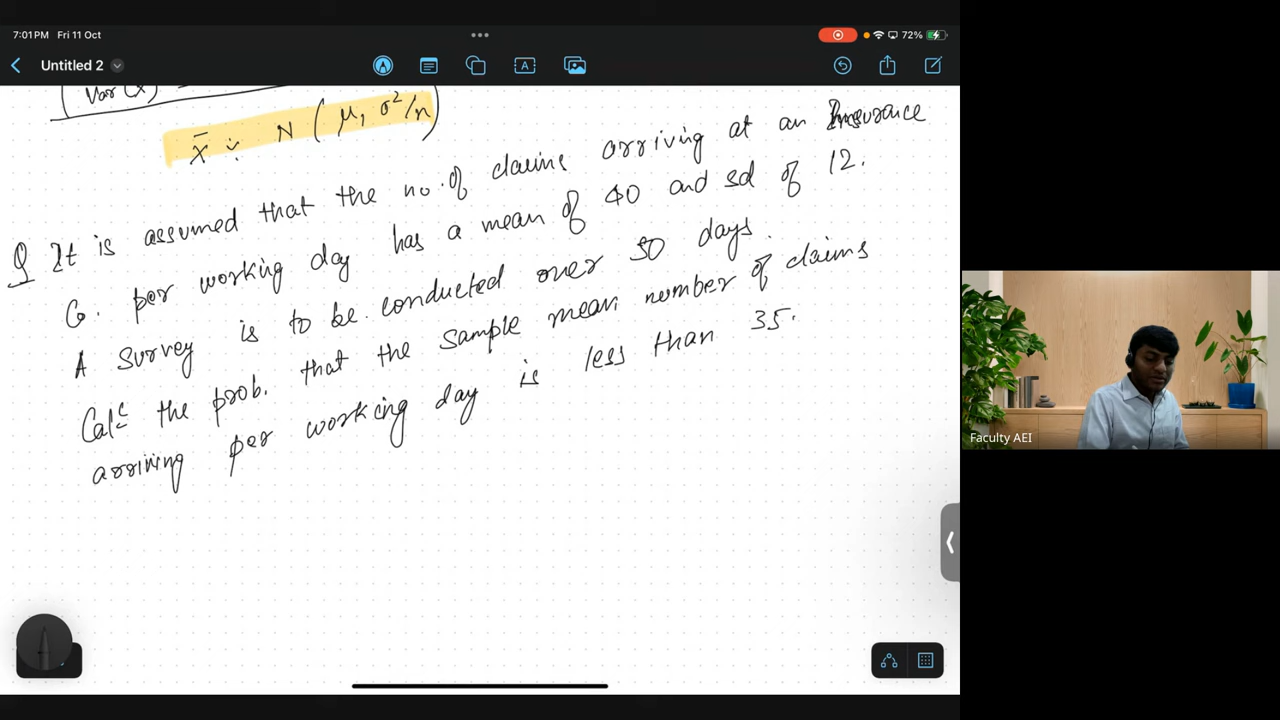 7:01 PM Fri 11 Oct
72%
Untitled 2
A
Var(x̄)
x̄ ∻ N (μ, σ²/n)
Q It is assumed that the no. of claims arriving at an Insurance
Co. per working day has a mean of 40 and sd of 12.
A survey is to be conducted over 50 days.
Calc the prob. that the sample mean number of claims
arriving per working day is less than 35.
Faculty AEI